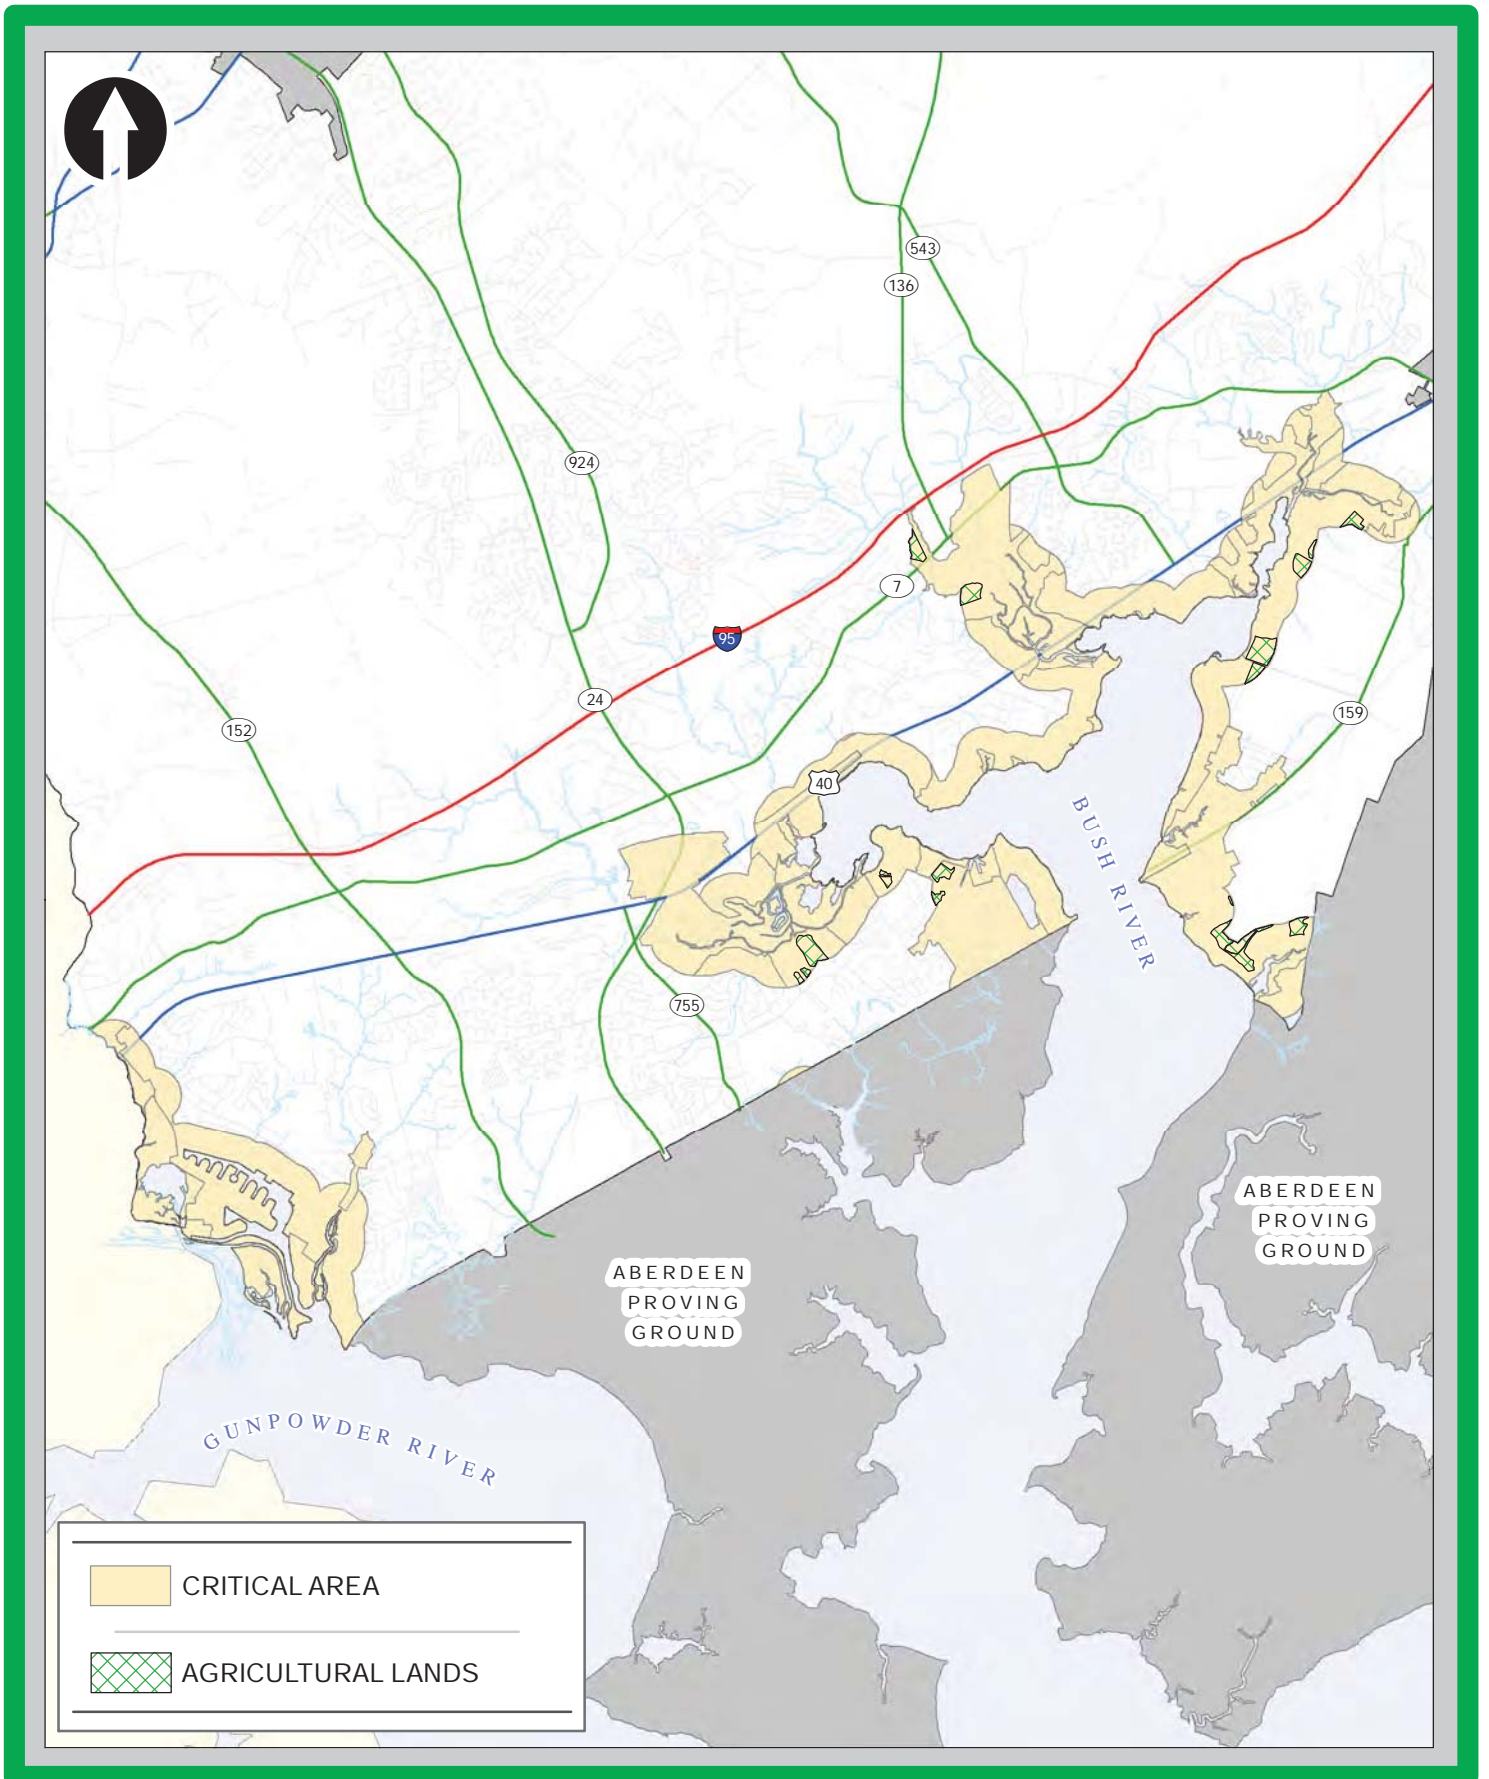 543
136
924
7
95
24
152
159
40
BUSH RIVER
755
ABERDEEN
PROVING
GROUND
ABERDEEN
PROVING
GROUND
GUNPOWDER RIVER
CRITICAL AREA
AGRICULTURAL LANDS